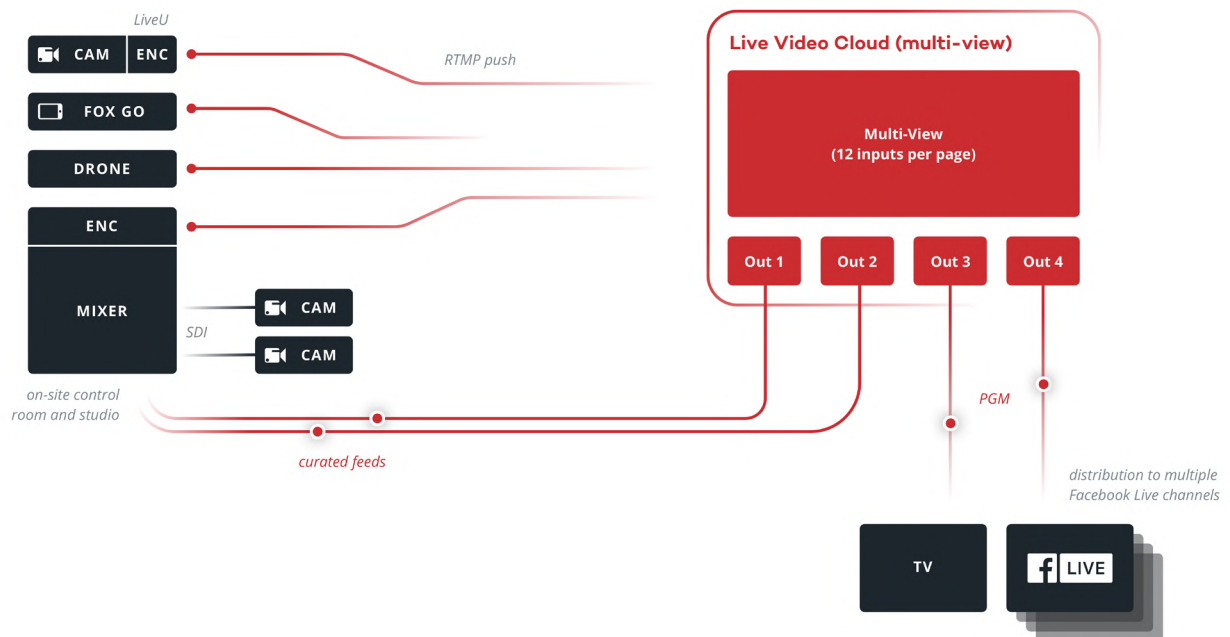 LiveU
CAM
ENC
RTMP push
FOX GO
DRONE
ENC
MIXER
SDI
CAM
CAM
on-site control
room and studio
curated feeds
Live Video Cloud (multi-view)
Multi-View
(12 inputs per page)
Out 1
Out 2
Out 3
Out 4
PGM
distribution to multiple
Facebook Live channels
TV
f LIVE